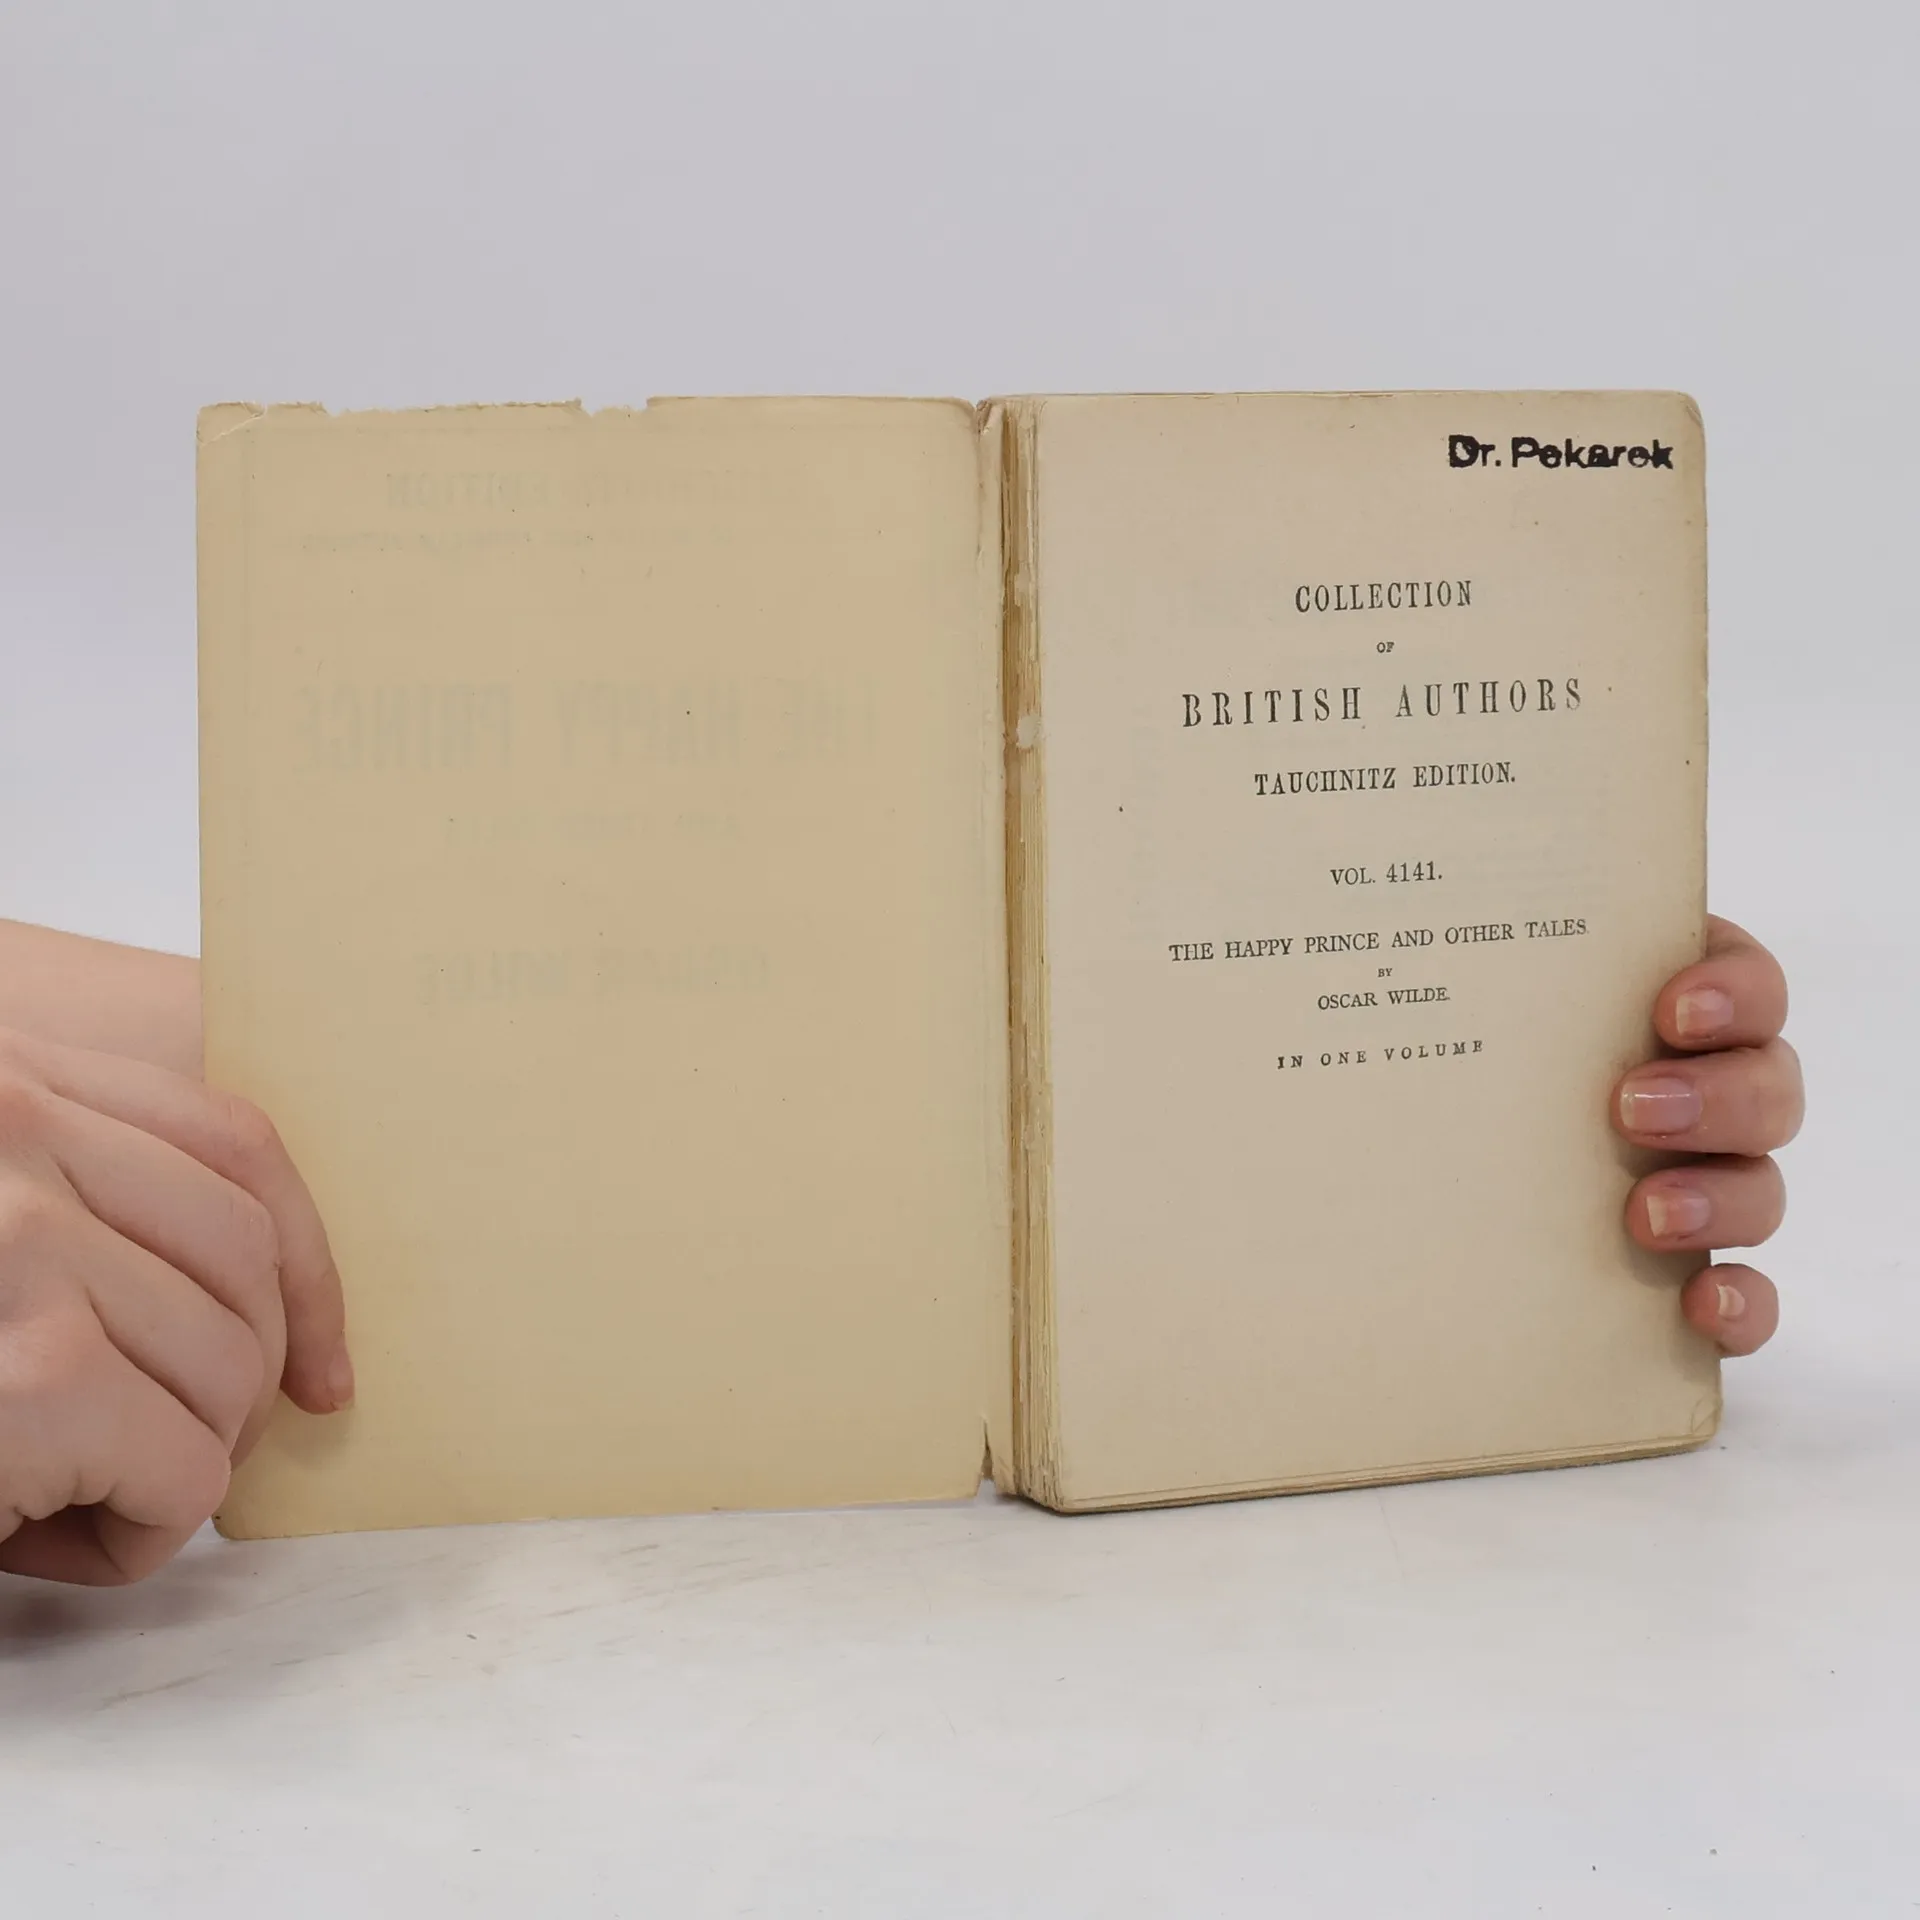 Dr. Pekarek
COLLECTION
OF
BRITISH AUTHORS
TAUCHNITZ EDITION.
VOL. 4141.
THE HAPPY PRINCE AND OTHER TALES
BY
OSCAR WILDE.
IN ONE VOLUME